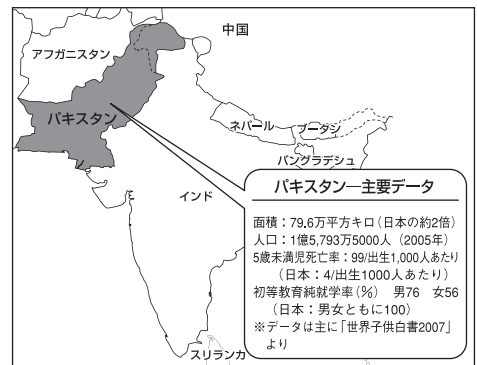 中国
アフガニスタン
パキスタン
ネパール
ブータン
バングラデシュ
インド
スリランカ
パキスタン―主要データ
面積：79.6万平方キロ（日本の約2倍）
人口：1億5,793万5000人（2005年）
5歳未満児死亡率：99/出生1,000人あたり
（日本：4/出生1000人あたり）
初等教育純就学率（%） 男76 女56
（日本：男女ともに100）
※データは主に「世界子供白書2007」
より